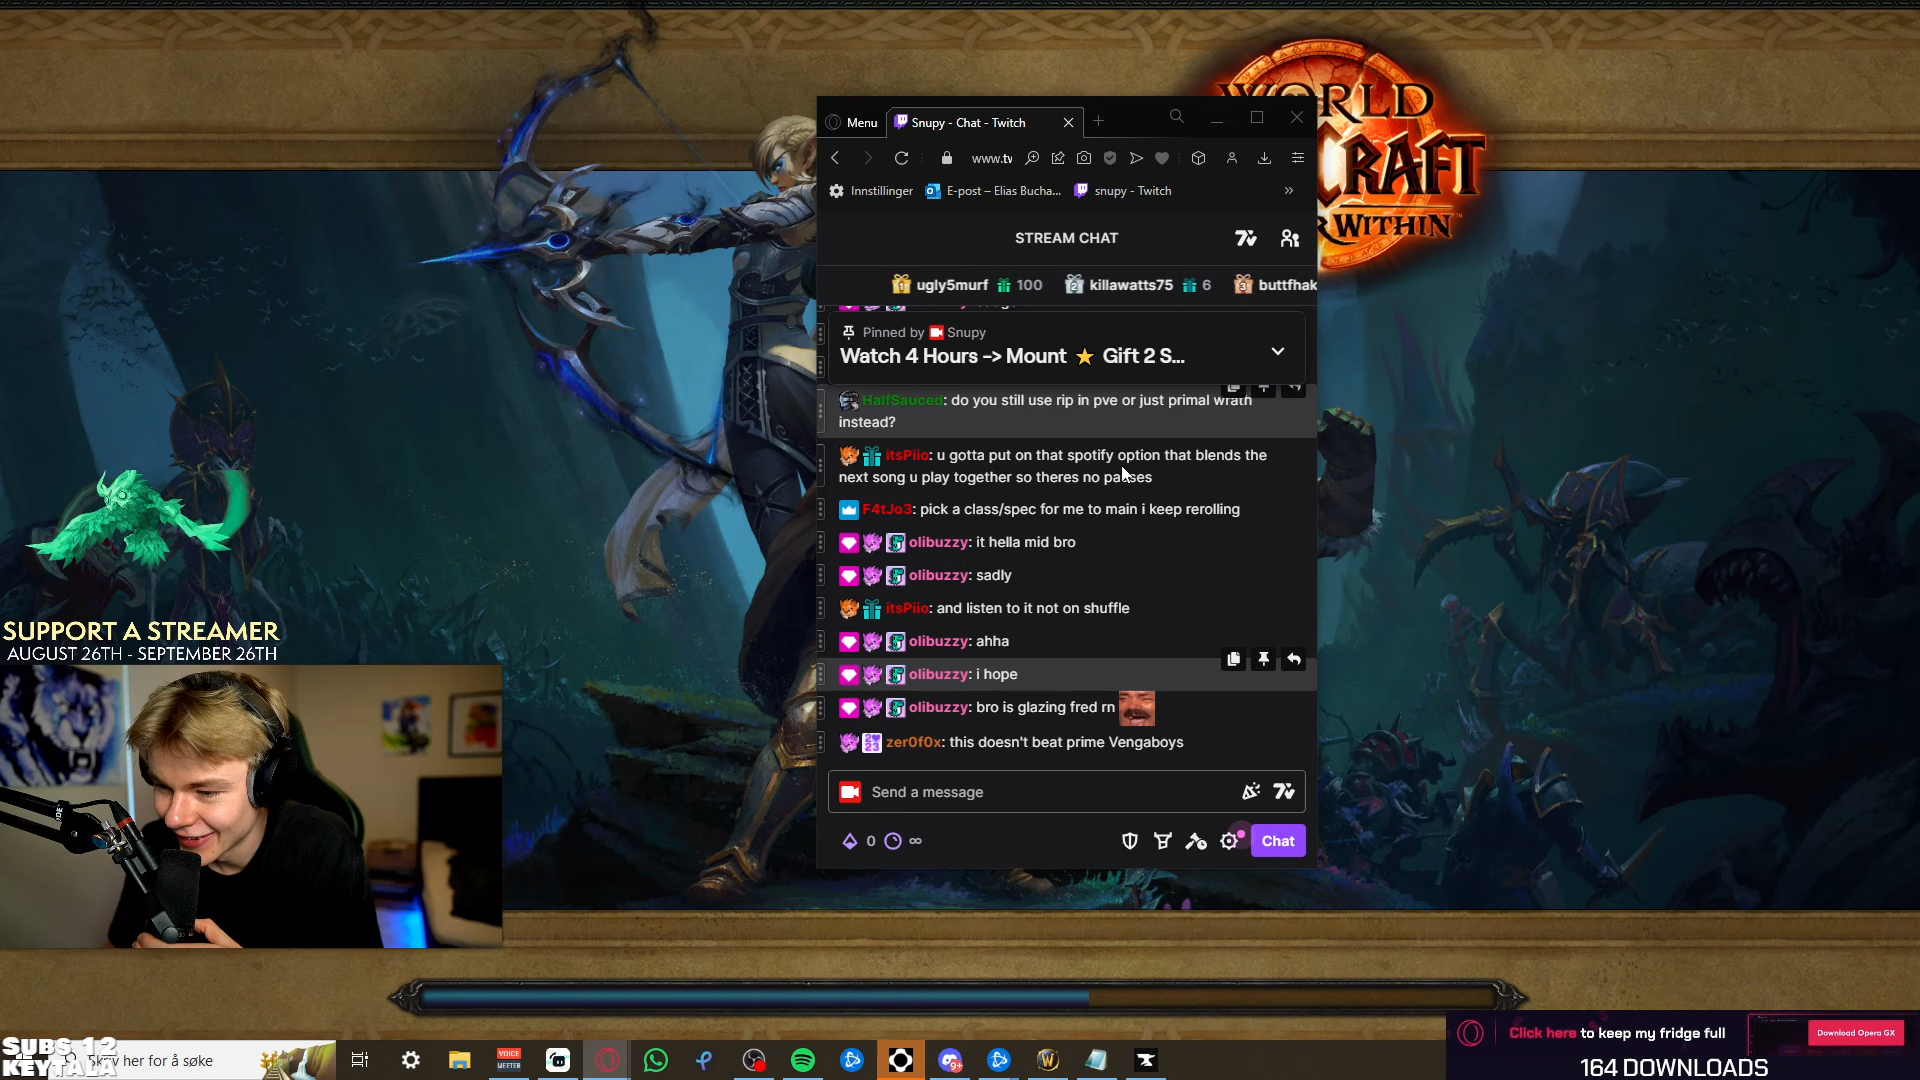 Menu
Snupy - Chat - Twitch
www.tv
Innstillinger
E-post – Elias Bucha...
snupy - Twitch
»
STREAM CHAT
1 ugly5murf 100
2 killawatts75 6
3 buttfhak
Pinned by Snupy
Watch 4 Hours -> Mount ⭐ Gift 2 S...
HalfSauced: do you still use rip in pve or just primal wrath
instead?
itsPiio: u gotta put on that spotify option that blends the
next song u play together so theres no pauses
F4tJo3: pick a class/spec for me to main i keep rerolling
olibuzzy: it hella mid bro
olibuzzy: sadly
itsPiio: and listen to it not on shuffle
olibuzzy: ahha
olibuzzy: i hope
olibuzzy: bro is glazing fred rn
zer0f0x: this doesn't beat prime Vengaboys
Send a message
0 ∞
Chat
WORLD
CRAFT
R WITHIN
SUPPORT A STREAMER
AUGUST 26TH - SEPTEMBER 26TH
SUBS 12
her for å søke
VOICE
MEETER
9+
Click here to keep my fridge full
Download Opera GX
164 DOWNLOADS